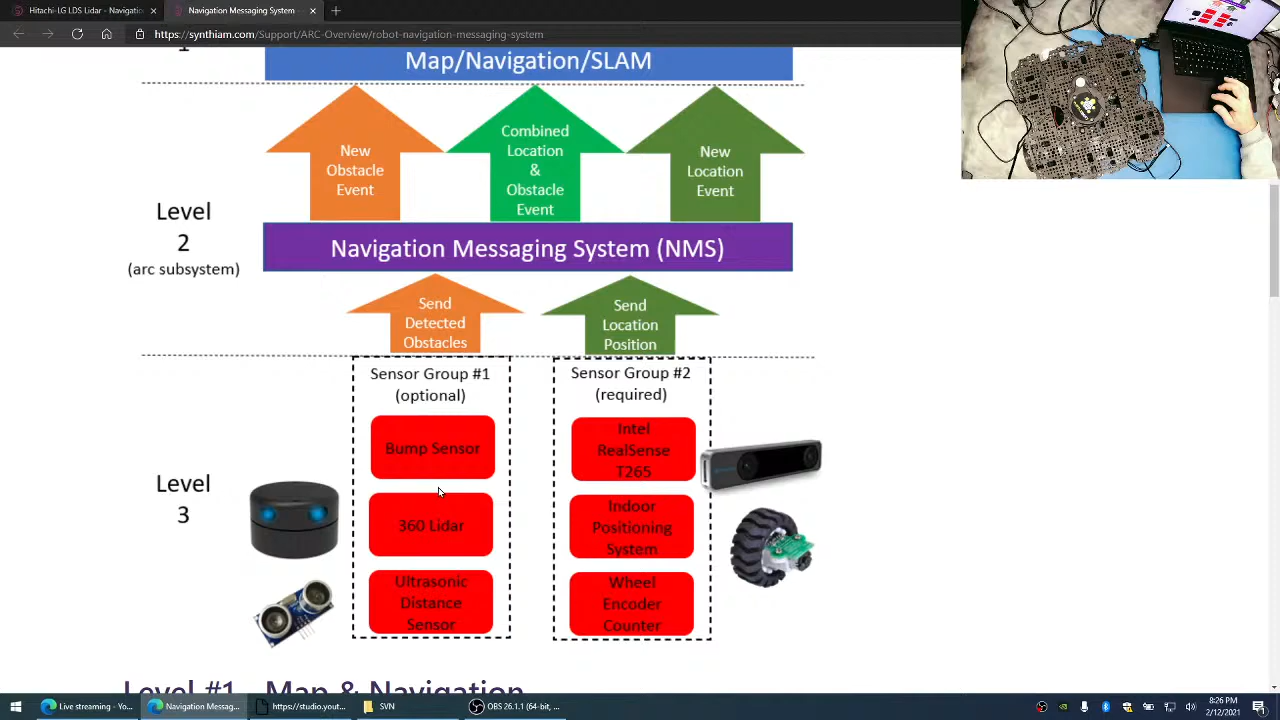 Hitachi-LG LDS Lidar - Navigatio
Navigation Messaging System -
https://synthiam.com/Support/ARC-Overview/robot-navigation-messaging-system
1
Map/Navigation/SLAM
New
Obstacle
Event
Combined
Location
&
Obstacle
Event
New
Location
Event
Level
2
(arc subsystem)
Navigation Messaging System (NMS)
Send
Detected
Obstacles
Send
Location
Position
Level
3
Sensor Group #1
(optional)
Bump Sensor
360 Lidar
Ultrasonic
Distance
Sensor
Sensor Group #2
(required)
Intel
RealSense
T265
Indoor
Positioning
System
Wheel
Encoder
Counter
Level #1 - Map & Navigation
Live streaming - Yo...
Navigation Messag...
https://studio.yout...
SVN
OBS 26.1.1 (64-bit, ...
8:26 PM
2/12/2021